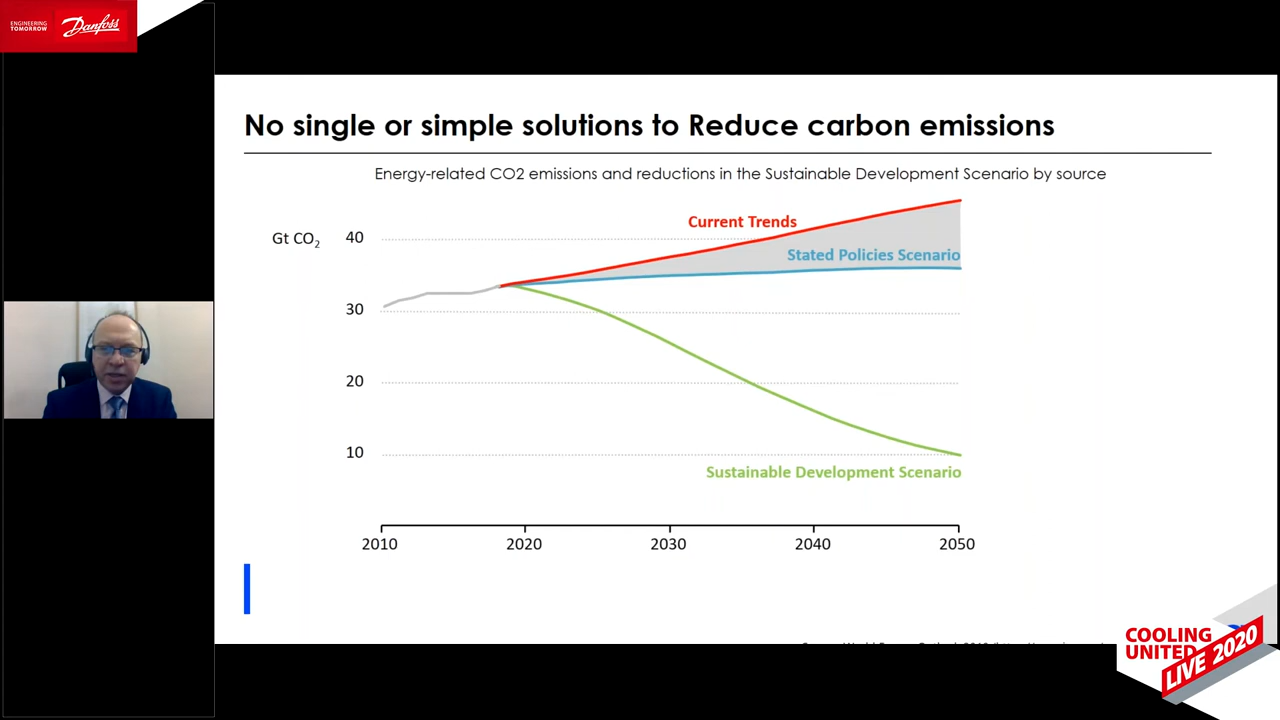 ENGINEERING
TOMORROW
Danfoss
No single or simple solutions to Reduce carbon emissions
Energy-related CO2 emissions and reductions in the Sustainable Development Scenario by source
Gt CO₂
40
30
20
10
Current Trends
Stated Policies Scenario
Sustainable Development Scenario
2010 2020 2030 2040 2050
COOLING
UNITED
LIVE 2020